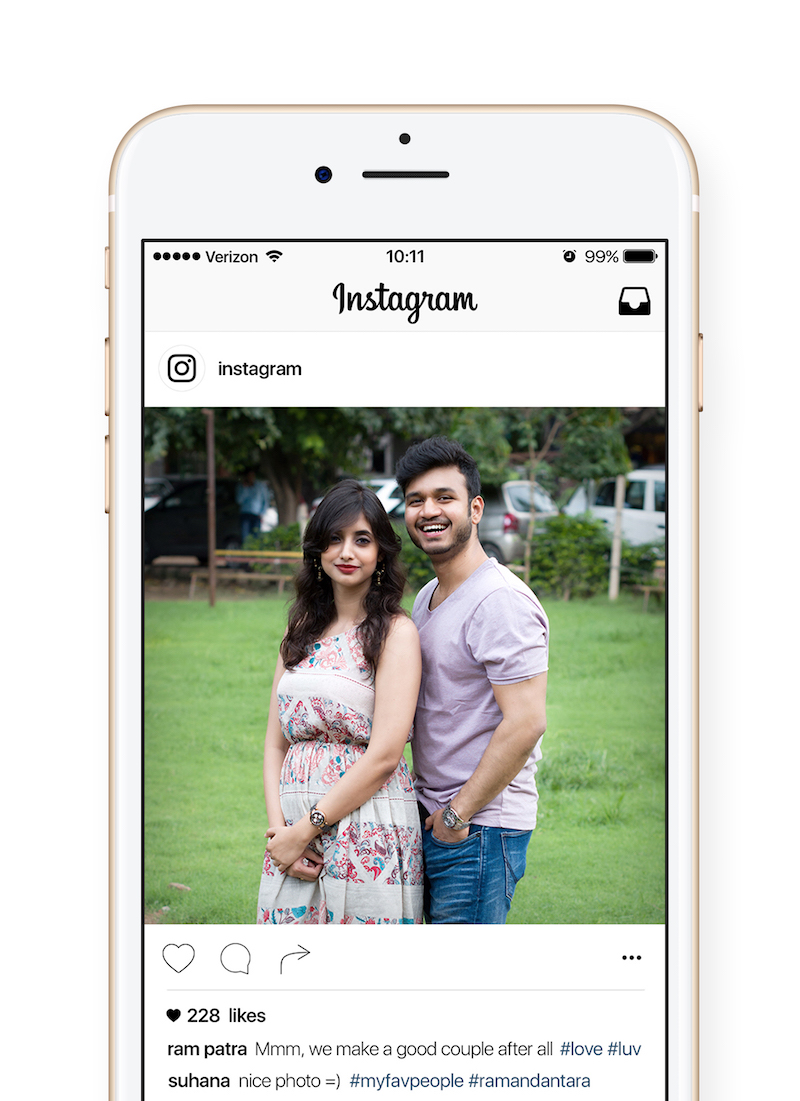 Verizon 10:11 99%
Instagram
instagram
228 likes
ram patra Mmm, we make a good couple after all #love #luv
suhana nice photo =) #myfavpeople #ramandantara